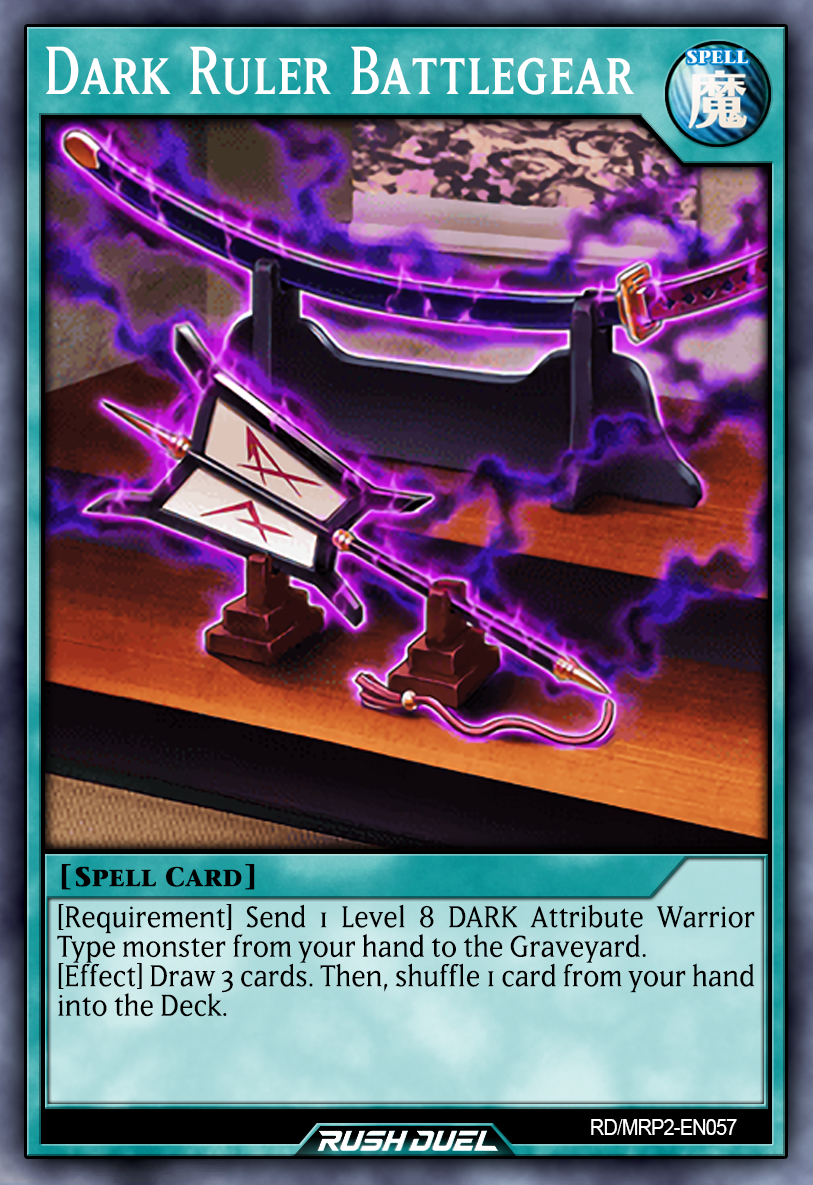 Dark Ruler Battlegear
SPELL
魔
[Spell Card]
[Requirement] Send 1 Level 8 DARK Attribute Warrior
Type monster from your hand to the Graveyard.
[Effect] Draw 3 cards. Then, shuffle 1 card from your hand
into the Deck.
RUSH DUEL
RD/MRP2-EN057